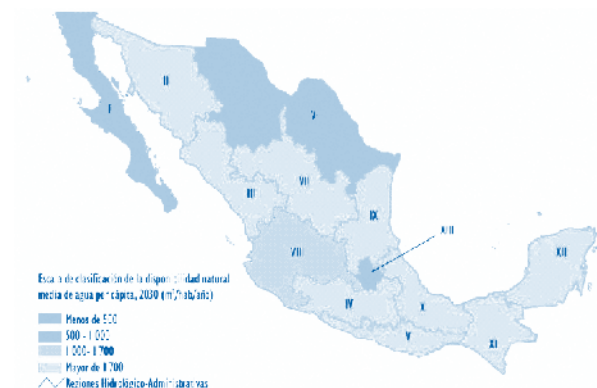 II
I
V
VII
III
IX
XIII
VIII
XII
IV
X
V
XI
Escala de clasificación de la disponibilidad natural
media de agua per cápita, 2030 (m³/hab/año)
Menos de 500
500 - 1 000
1 000- 1 700
Mayor de 1 700
Regiones Hidrológico-Administrativas